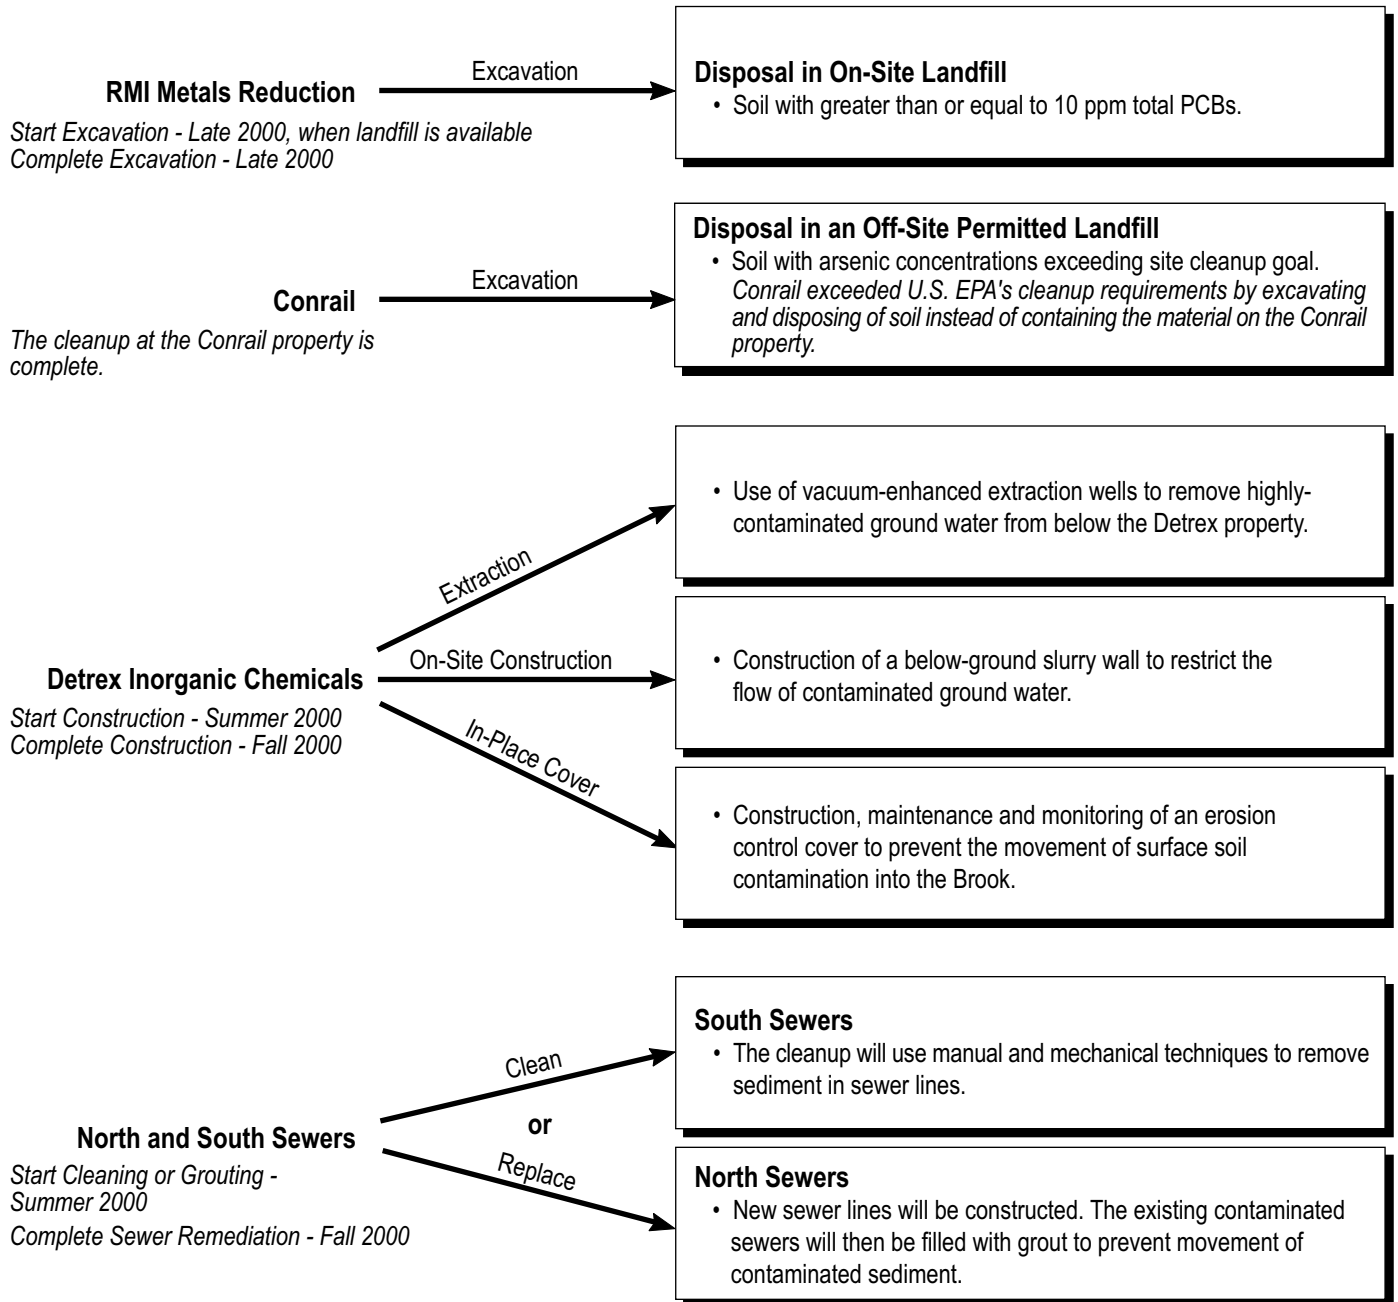 Excavation
RMI Metals Reduction
Start Excavation - Late 2000, when landfill is available
Complete Excavation - Late 2000
Disposal in On-Site Landfill
• Soil with greater than or equal to 10 ppm total PCBs.
Excavation
Conrail
The cleanup at the Conrail property is
complete.
Disposal in an Off-Site Permitted Landfill
• Soil with arsenic concentrations exceeding site cleanup goal.
Conrail exceeded U.S. EPA's cleanup requirements by excavating
and disposing of soil instead of containing the material on the Conrail
property.
Detrex Inorganic Chemicals
Start Construction - Summer 2000
Complete Construction - Fall 2000
Extraction
• Use of vacuum-enhanced extraction wells to remove highly-
contaminated ground water from below the Detrex property.
On-Site Construction
• Construction of a below-ground slurry wall to restrict the
flow of contaminated ground water.
In-Place Cover
• Construction, maintenance and monitoring of an erosion
control cover to prevent the movement of surface soil
contamination into the Brook.
North and South Sewers
Start Cleaning or Grouting -
Summer 2000
Complete Sewer Remediation - Fall 2000
Clean
South Sewers
• The cleanup will use manual and mechanical techniques to remove
sediment in sewer lines.
or
Replace
North Sewers
• New sewer lines will be constructed. The existing contaminated
sewers will then be filled with grout to prevent movement of
contaminated sediment.